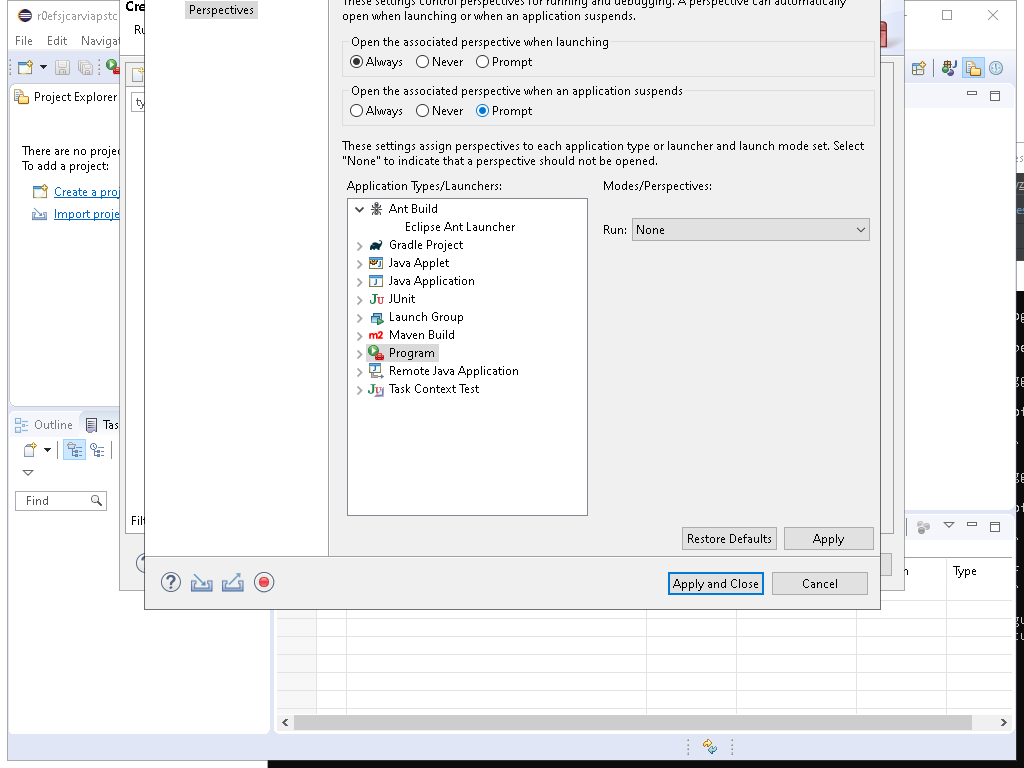 r0efsjcarviapstc
File Edit Navigat
Project Explorer
There are no projec
To add a project:
Create a proj
Import proje
Outline
Tas
Find
Cre
Ru
ty
Filt
Perspectives
These settings control perspectives for running and debugging. A perspective can automatically
open when launching or when an application suspends.
Open the associated perspective when launching
Always Never Prompt
Open the associated perspective when an application suspends
Always Never Prompt
These settings assign perspectives to each application type or launcher and launch mode set. Select
"None" to indicate that a perspective should not be opened.
Application Types/Launchers:
Modes/Perspectives:
Ant Build
Eclipse Ant Launcher
Gradle Project
Java Applet
Java Application
JUnit
Launch Group
Maven Build
Program
Remote Java Application
Task Context Test
Run: None
Restore Defaults
Apply
Apply and Close
Cancel
n
Type